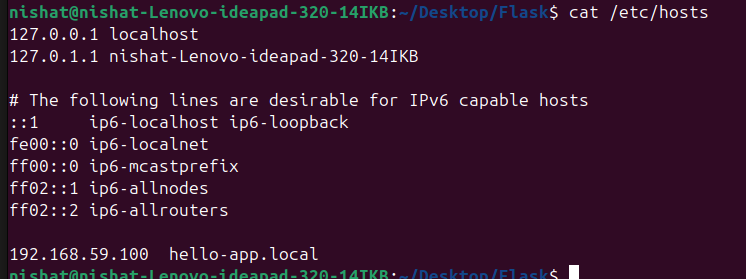 nishat@nishat-Lenovo-ideapad-320-14IKB:~/Desktop/Flask$ cat /etc/hosts
127.0.0.1 localhost
127.0.1.1 nishat-Lenovo-ideapad-320-14IKB
# The following lines are desirable for IPv6 capable hosts
::1     ip6-localhost ip6-loopback
fe00::0 ip6-localnet
ff00::0 ip6-mcastprefix
ff02::1 ip6-allnodes
ff02::2 ip6-allrouters
192.168.59.100  hello-app.local
nishat@nishat-Lenovo-ideapad-320-14IKB:~/Desktop/Flask$